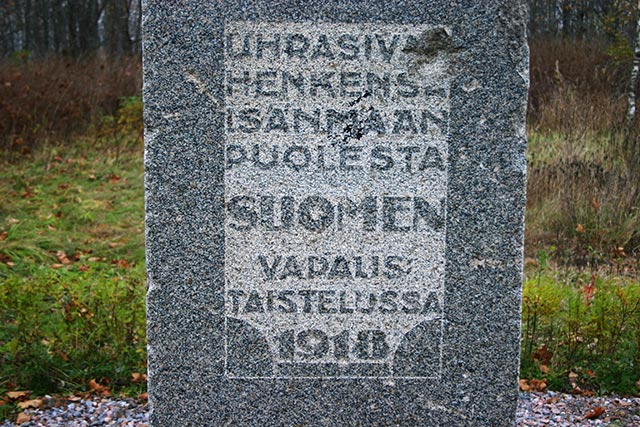 UHRASIVAT
HENKENSÄ
ISÄNMAAN
PUOLESTA
SUOMEN
VAPAUS:
TAISTELUSSA
1918